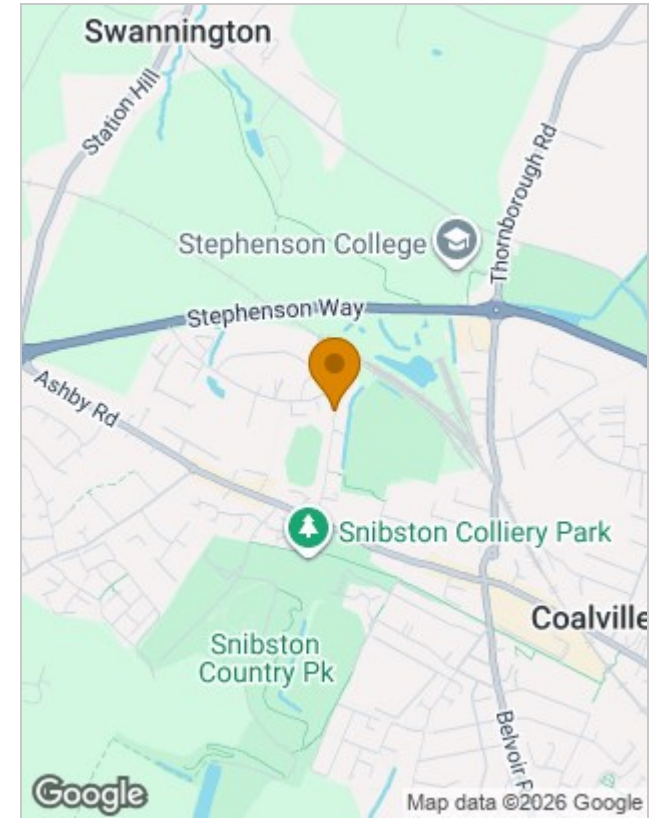 Swannington
Station Hill
Thornborough Rd
Stephenson College
Stephenson Way
Ashby Rd
Snibston Colliery Park
Coalville
Snibston
Country Pk
Belvoir
Google
Map data ©2026 Google